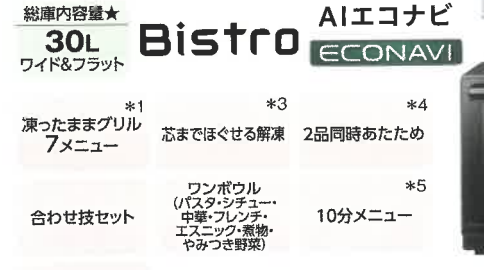 総庫内容量★
30L
ワイド&フラット
Bistro
AIエコナビ
ECONAVI
*1
凍ったままグリル
7メニュー
*3
芯までほぐせる解凍
*4
2品同時あたため
合わせ技セット
ワンボウル
(パスタ・シチュー・
中華・フレンチ・
エスニック・煮物・
やみつき野菜)
*5
10分メニュー